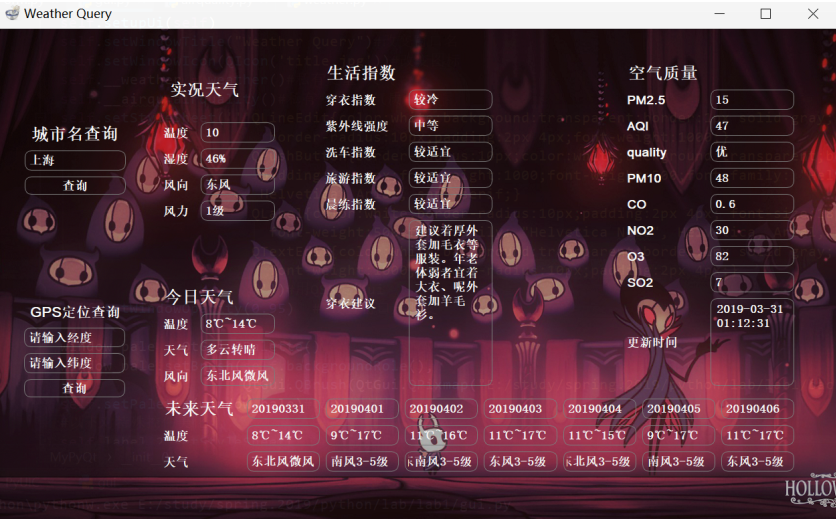 Weather Query
城市名查询
上海
查询
GPS定位查询
请输入经度
请输入纬度
查询
实况天气
温度 10
湿度 46%
风向 东风
风力 1级
今日天气
温度 8℃~14℃
天气 多云转晴
风向 东北风微风
生活指数
穿衣指数 较冷
紫外线强度 中等
洗车指数 较适宜
旅游指数 较适宜
晨练指数 较适宜
穿衣建议
建议着厚外
套加毛衣等
服装。年老
体弱者宜着
大衣、呢外
套加羊毛
衫。
空气质量
PM2.5 15
AQI 47
quality 优
PM10 48
CO 0.6
NO2 30
O3 82
SO2 7
更新时间
2019-03-31
01:12:31
未来天气 20190331 20190401 20190402 20190403 20190404 20190405 20190406
温度 8℃~14℃ 9℃~17℃ 11℃~16℃ 11℃~17℃ 11℃~15℃ 9℃~17℃ 11℃~17℃
天气 东北风微风 南风3-5级 东南风3-5级 东风3-5级 东北风3-5级 南风3-5级 东风3-5级
HOLLOW